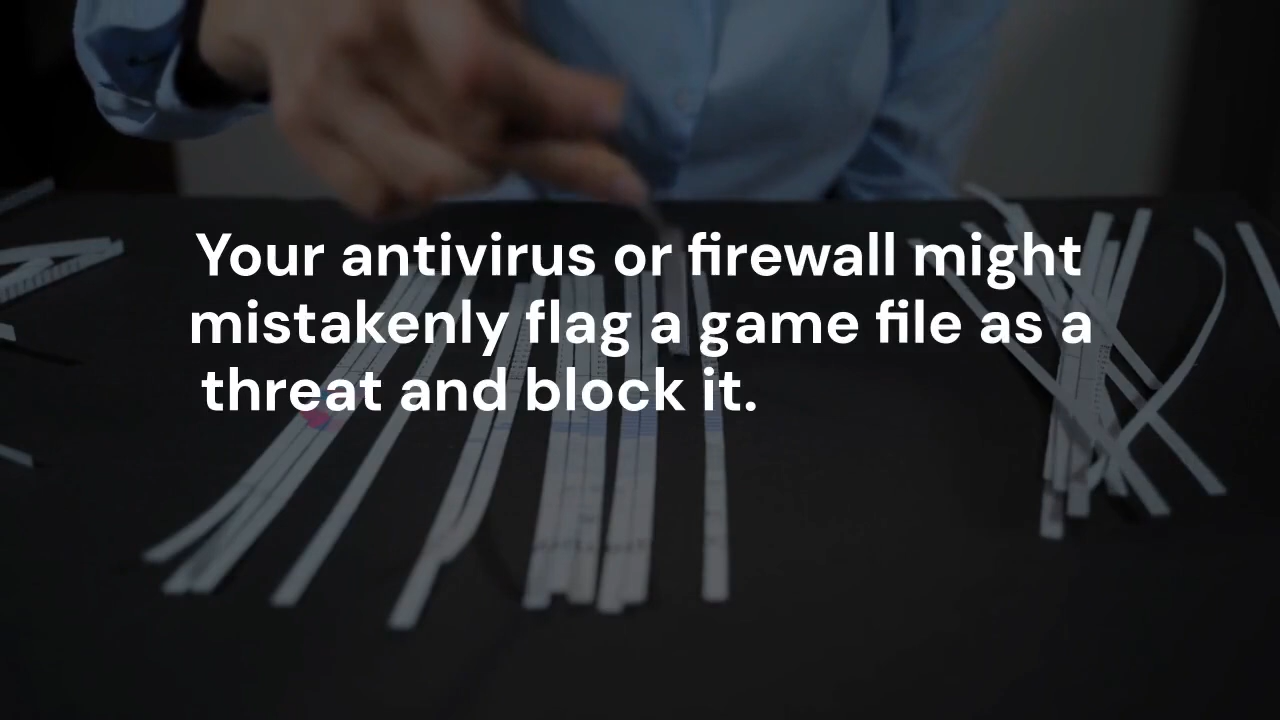 Your antivirus or firewall might
mistakenly flag a game file as a
threat and block it.